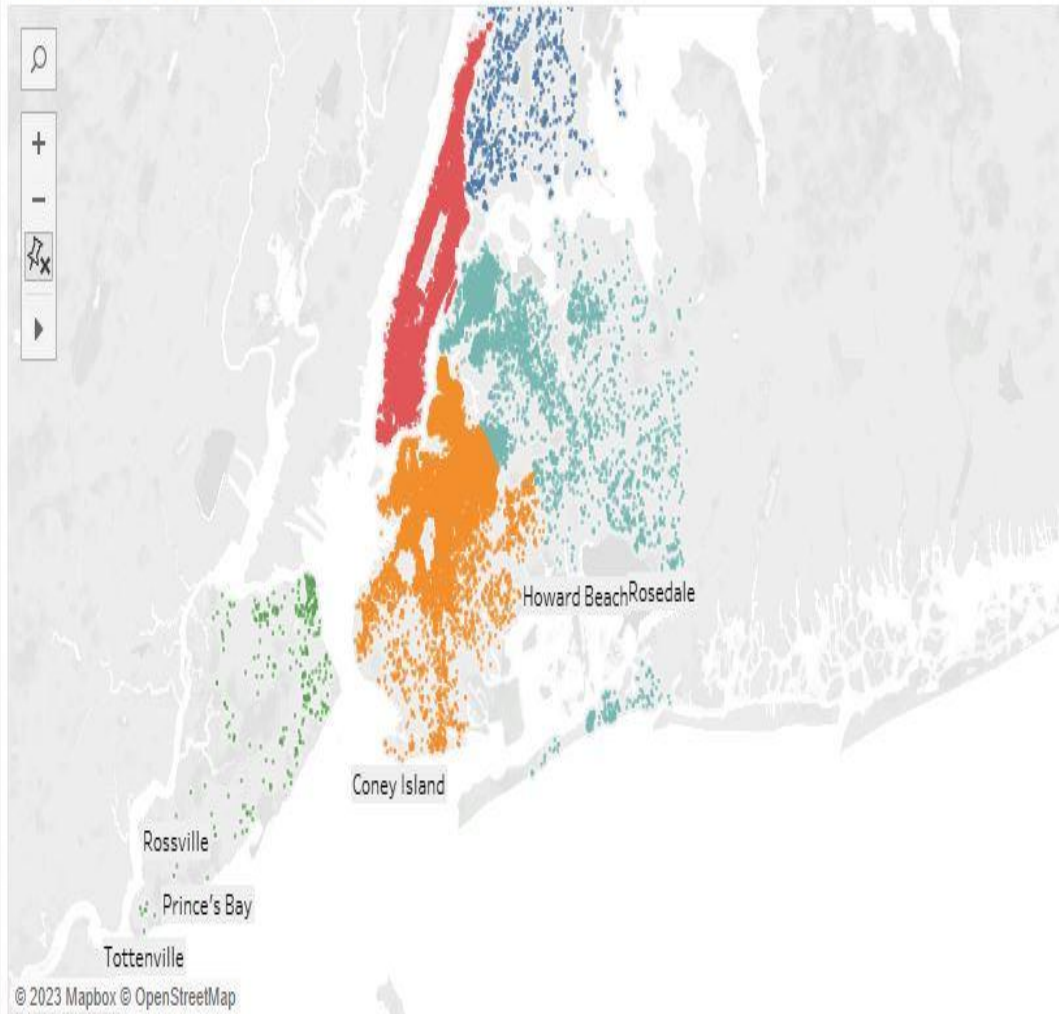 +
−
Howard Beach
Rosedale
Coney Island
Rossville
Prince's Bay
Tottenville
© 2023 Mapbox © OpenStreetMap